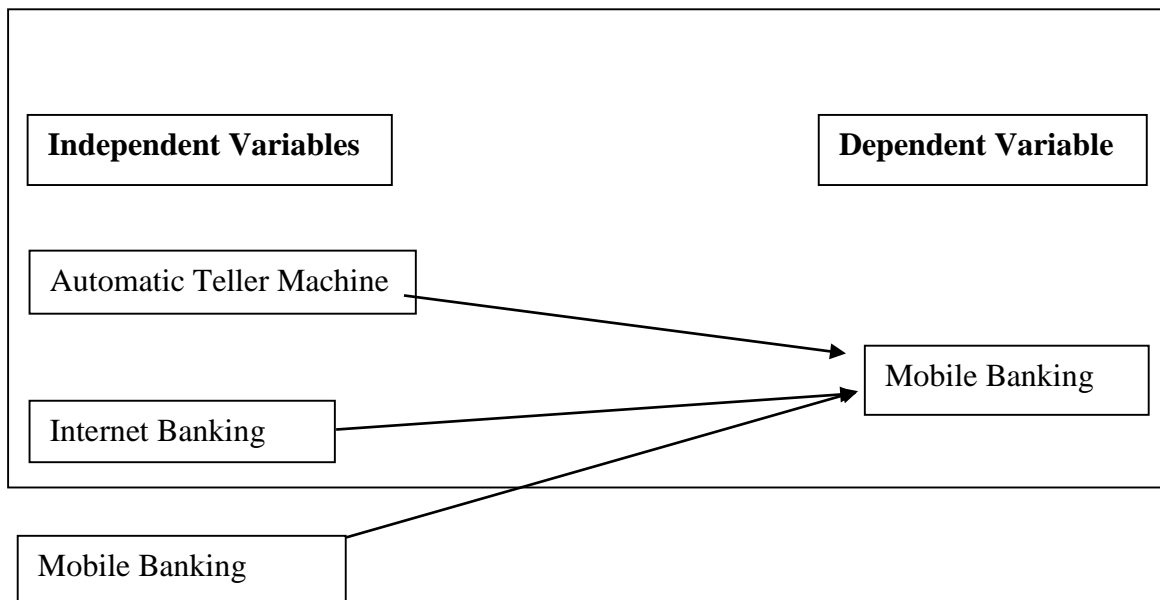 Independent Variables
Dependent Variable
Automatic Teller Machine
Mobile Banking
Internet Banking
Mobile Banking